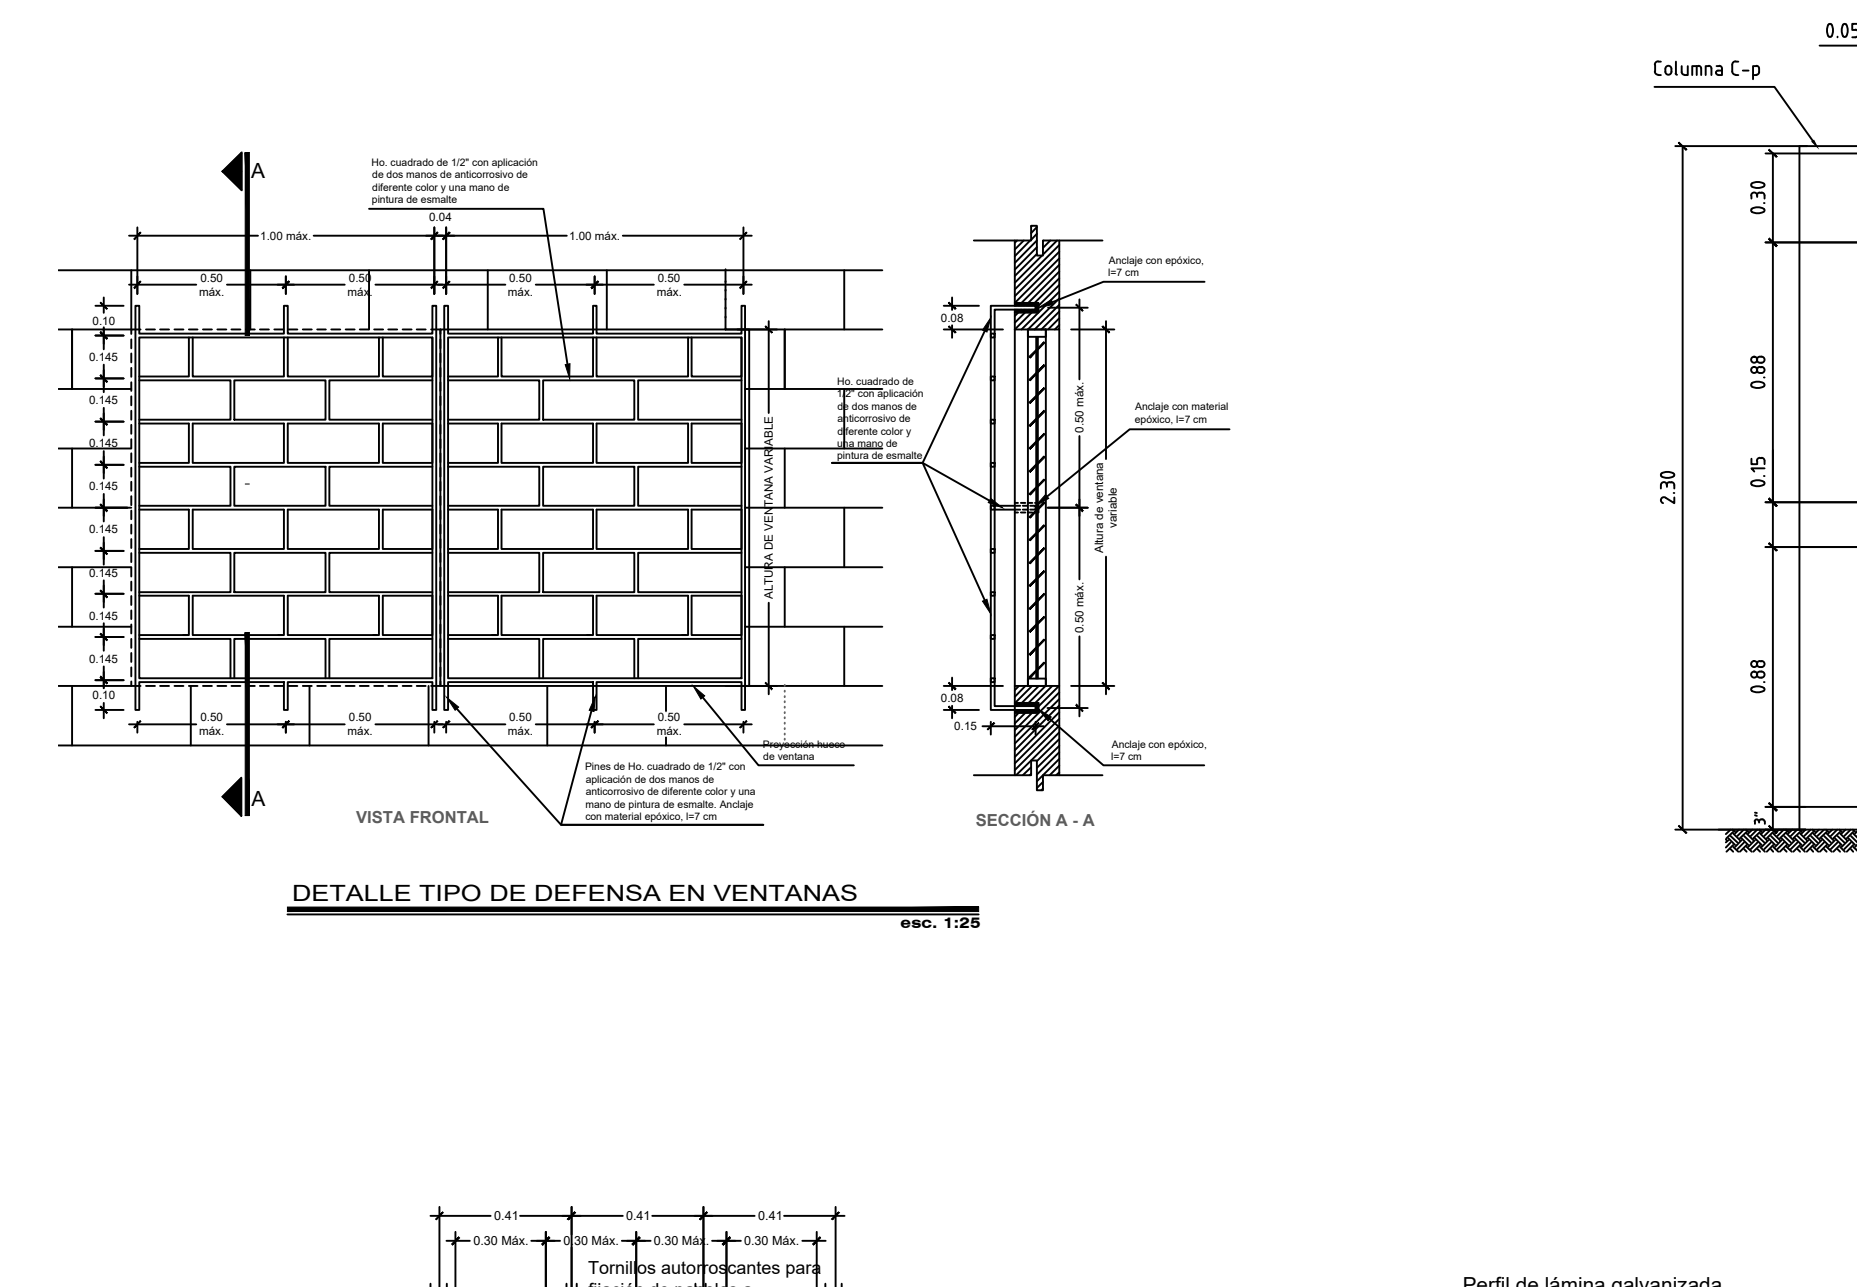 0.05
Columna C-p
A
Ho. cuadrado de 1/2" con aplicación
de dos manos de anticorrosivo de
diferente color y una mano de
pintura de esmalte
0.04
1.00 máx.
1.00 máx.
0.50
máx.
0.50
máx.
0.50
máx.
0.50
máx.
0.10
0.145
0.145
0.145
0.145
0.145
0.145
0.145
0.145
0.10
0.50
máx.
0.50
máx.
0.50
máx.
0.50
máx.
ALTURA DE VENTANA VARIABLE
Proyección hueco
de ventana
Pines de Ho. cuadrado de 1/2" con
aplicación de dos manos de
anticorrosivo de diferente color y una
mano de pintura de esmalte. Anclaje
con material epóxico, l=7 cm
A
VISTA FRONTAL
Anclaje con epóxico,
l=7 cm
0.08
Ho. cuadrado de
1/2" con aplicación
de dos manos de
anticorrosivo de
diferente color y
una mano de
pintura de esmalte
0.50 máx.
Anclaje con material
epóxico, l=7 cm
Altura de ventana
variable
0.50 máx.
0.08
0.15
Anclaje con epóxico,
l=7 cm
SECCIÓN A - A
2.30
0.30
0.88
0.15
0.88
3"
DETALLE TIPO DE DEFENSA EN VENTANAS
esc. 1:25
0.41
0.41
0.41
0.30 Máx.
0.30 Máx.
0.30 Máx.
0.30 Máx.
Tornillos autorroscantes para
Perfil de lámina galvanizada